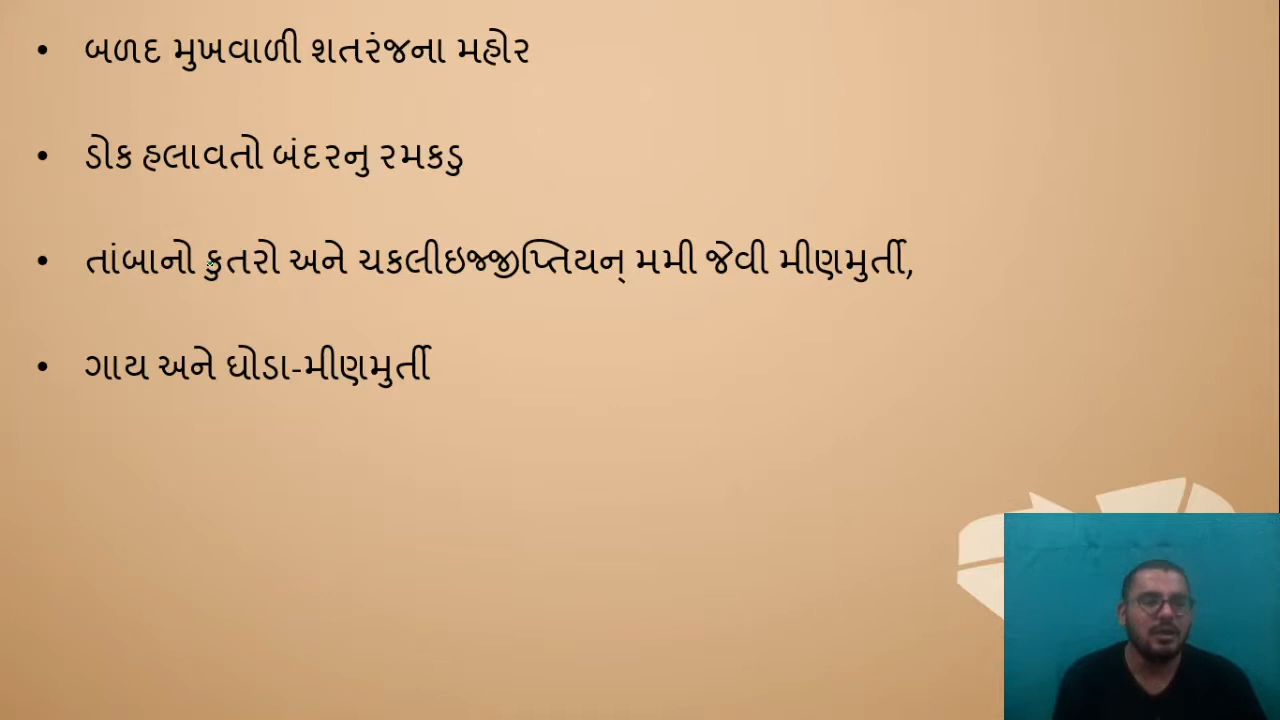 • બળદ મુખવાળી શતરંજના મહોર
• ડોક હલાવતો બંદરનુ રમકડુ
• તાંબાનો કુતરો અને ચકલીઇજ્જીપ્તિયન્ મમી જેવી મીણમુર્તી,
• ગાય અને ઘોડા-મીણમુર્તી